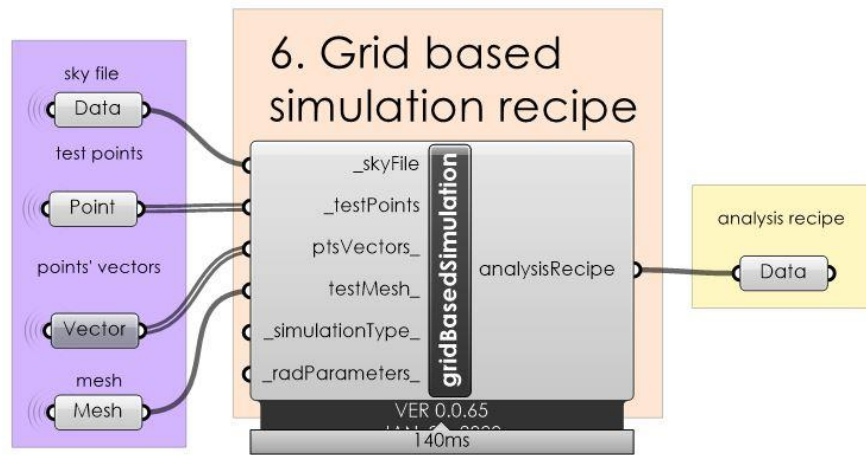 6. Grid based
simulation recipe
sky file
Data
test points
Point
points' vectors
Vector
mesh
Mesh
_skyFile
_testPoints
ptsVectors_
testMesh_
_simulationType_
_radParameters_
gridBasedSimulation
analysisRecipe
VER 0.0.65
140ms
analysis recipe
Data